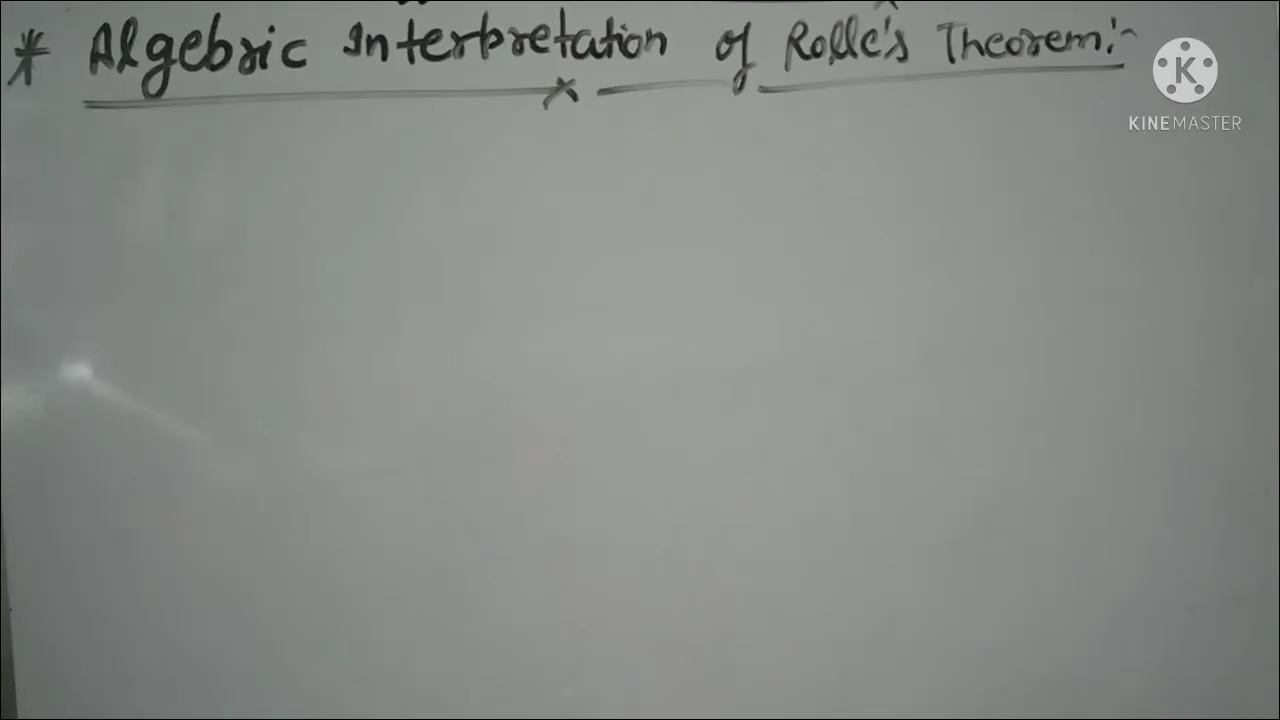 * Algebric Interpretation of Rolle's Theorem:-
K
KINEMASTER